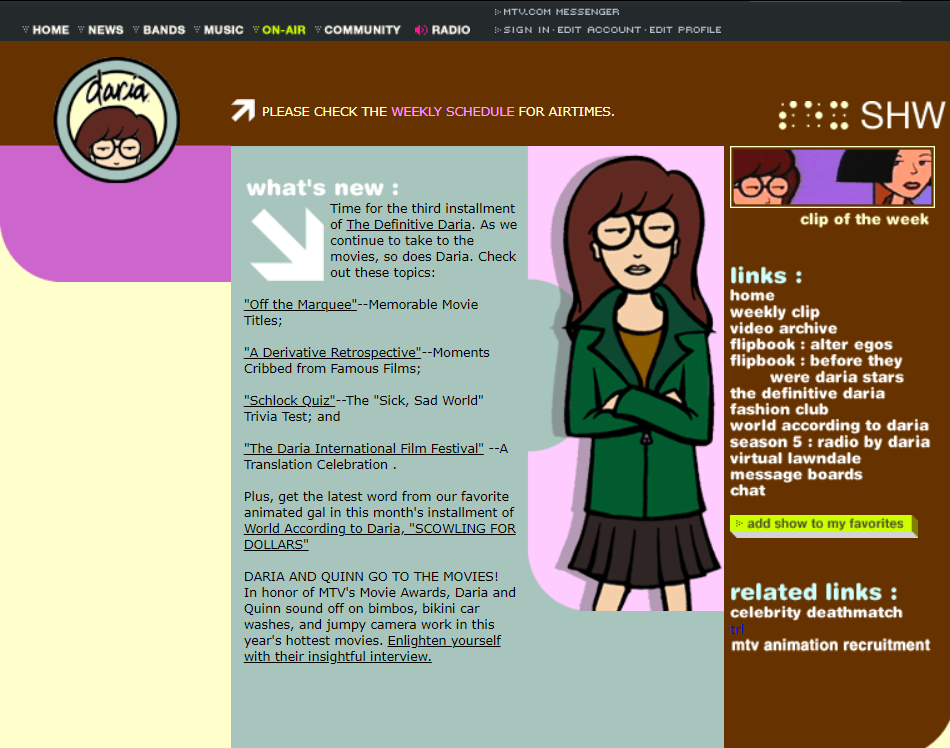 MTV.COM MESSENGER
HOME NEWS BANDS MUSIC ON-AIR COMMUNITY RADIO
SIGN IN · EDIT ACCOUNT · EDIT PROFILE
daria
PLEASE CHECK THE WEEKLY SCHEDULE FOR AIRTIMES.
SHW
what's new :
Time for the third installment
of The Definitive Daria. As we
continue to take to the
movies, so does Daria. Check
out these topics:
"Off the Marquee"--Memorable Movie
Titles;
"A Derivative Retrospective"--Moments
Cribbed from Famous Films;
"Schlock Quiz"--The "Sick, Sad World"
Trivia Test; and
"The Daria International Film Festival" --A
Translation Celebration .
Plus, get the latest word from our favorite
animated gal in this month's installment of
World According to Daria, "SCOWLING FOR
DOLLARS"
DARIA AND QUINN GO TO THE MOVIES!
In honor of MTV's Movie Awards, Daria and
Quinn sound off on bimbos, bikini car
washes, and jumpy camera work in this
year's hottest movies. Enlighten yourself
with their insightful interview.
clip of the week
links :
home
weekly clip
video archive
flipbook : alter egos
flipbook : before they
were daria stars
the definitive daria
fashion club
world according to daria
season 5 : radio by daria
virtual lawndale
message boards
chat
add show to my favorites
related links :
celebrity deathmatch
trl
mtv animation recruitment